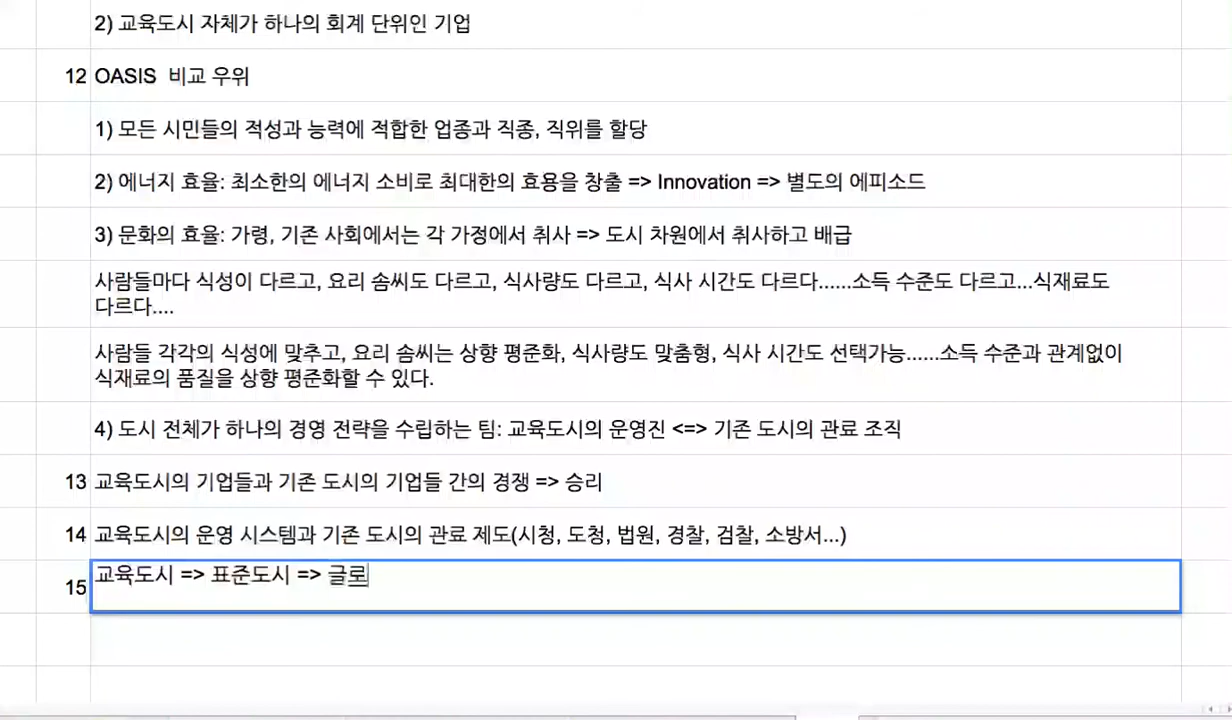 2) 교육도시 자체가 하나의 회계 단위인 기업
12 OASIS 비교 우위
1) 모든 시민들의 적성과 능력에 적합한 업종과 직종, 직위를 할당
2) 에너지 효율: 최소한의 에너지 소비로 최대한의 효용을 창출 => Innovation => 별도의 에피소드
3) 문화의 효율: 가령, 기존 사회에서는 각 가정에서 취사 => 도시 차원에서 취사하고 배급
사람들마다 식성이 다르고, 요리 솜씨도 다르고, 식사량도 다르고, 식사 시간도 다르다......소득 수준도 다르고...식재료도
다르다....
사람들 각각의 식성에 맞추고, 요리 솜씨는 상향 평준화, 식사량도 맞춤형, 식사 시간도 선택가능......소득 수준과 관계없이
식재료의 품질을 상향 평준화할 수 있다.
4) 도시 전체가 하나의 경영 전략을 수립하는 팀: 교육도시의 운영진 <=> 기존 도시의 관료 조직
13 교육도시의 기업들과 기존 도시의 기업들 간의 경쟁 => 승리
14 교육도시의 운영 시스템과 기존 도시의 관료 제도(시청, 도청, 법원, 경찰, 검찰, 소방서...)
15 교육도시 => 표준도시 => 글로